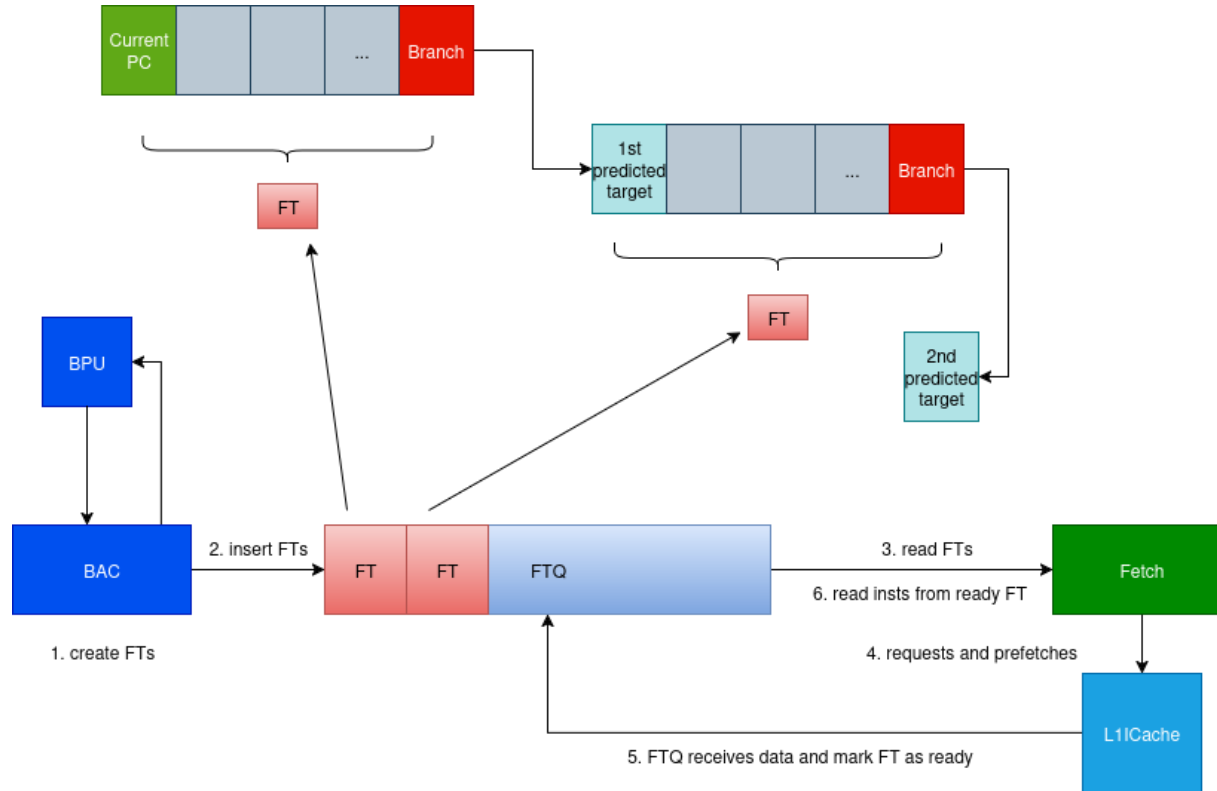 Current
PC
...
Branch
1st
predicted
target
...
Branch
FT
FT
BPU
2nd
predicted
target
2. insert FTs
3. read FTs
BAC
FT
FT
FTQ
Fetch
6. read insts from ready FT
1. create FTs
4. requests and prefetches
L1ICache
5. FTQ receives data and mark FT as ready